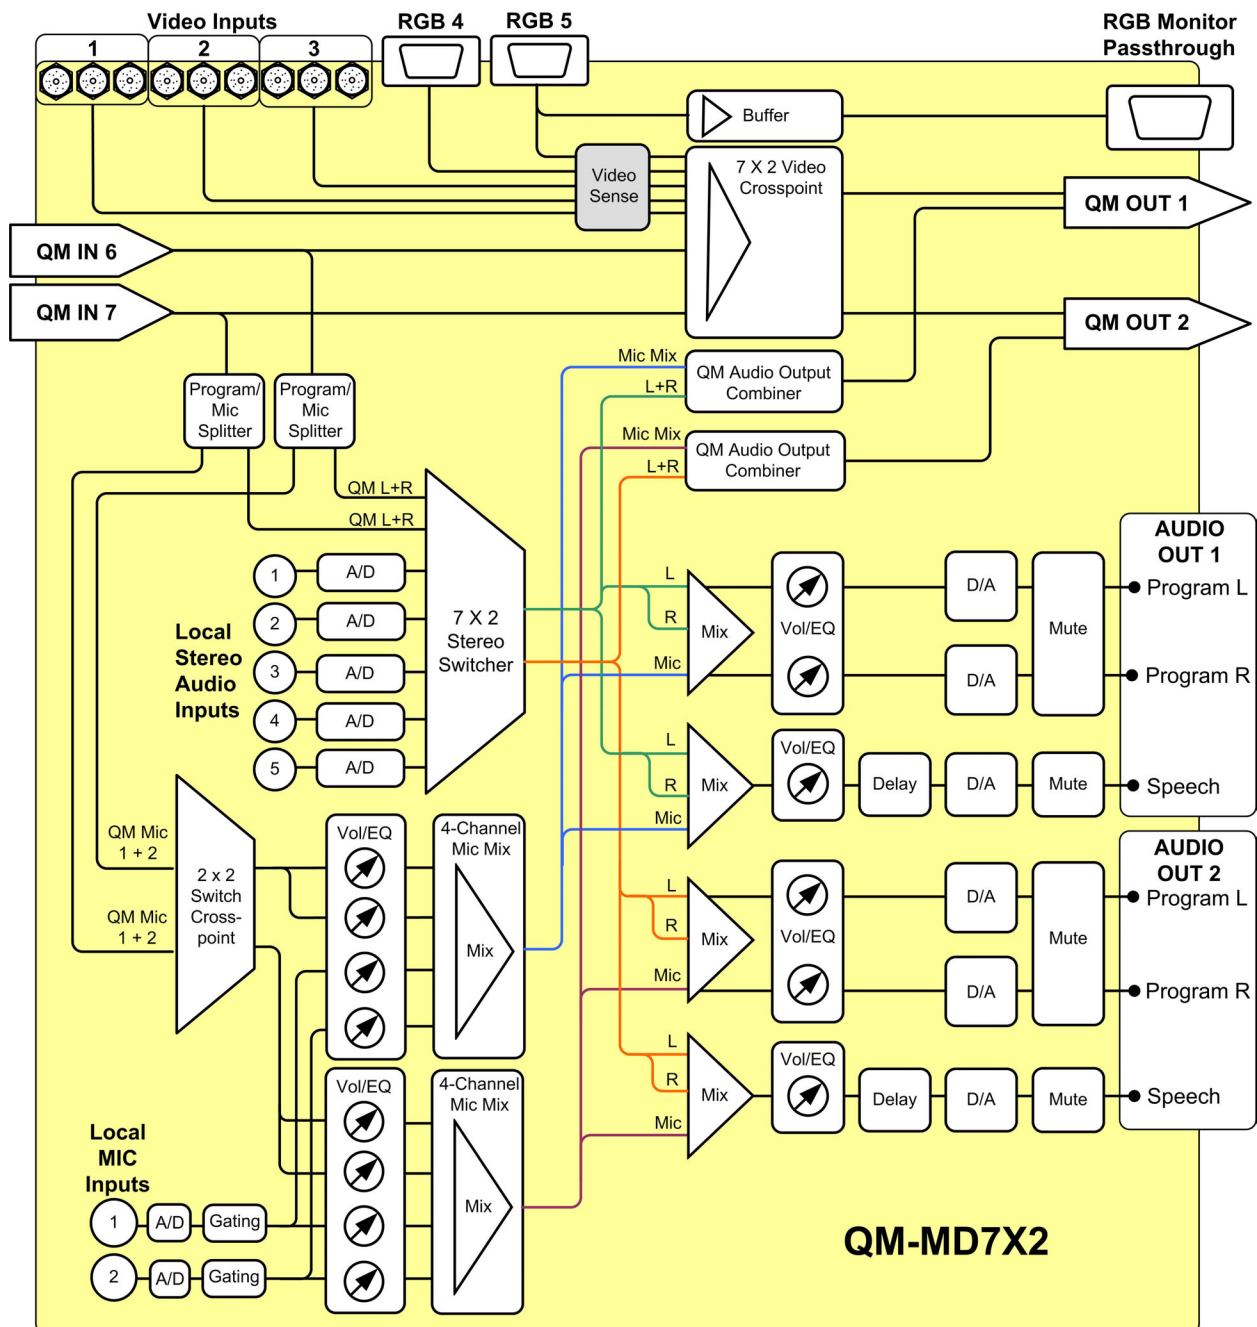 Video Inputs
1
2
3
RGB 4
RGB 5
RGB Monitor
Passthrough
Buffer
Video
Sense
7 X 2 Video
Crosspoint
QM OUT 1
QM IN 6
QM IN 7
QM OUT 2
Program/
Mic
Splitter
Program/
Mic
Splitter
Mic Mix
L+R
QM Audio Output
Combiner
Mic Mix
L+R
QM Audio Output
Combiner
QM L+R
QM L+R
Local
Stereo
Audio
Inputs
1
A/D
2
A/D
3
A/D
4
A/D
5
A/D
7 X 2
Stereo
Switcher
L
R
Mic
Mix
Vol/EQ
D/A
D/A
Mute
AUDIO
OUT 1
Program L
Program R
L
R
Mic
Mix
Vol/EQ
Delay
D/A
Mute
Speech
QM Mic
1 + 2
QM Mic
1 + 2
2 x 2
Switch
Cross-
point
Vol/EQ
4-Channel
Mic Mix
Mix
L
R
Mic
Mix
Vol/EQ
D/A
D/A
Mute
AUDIO
OUT 2
Program L
Program R
L
R
Mic
Mix
Vol/EQ
Delay
D/A
Mute
Speech
Vol/EQ
4-Channel
Mic Mix
Mix
Local
MIC
Inputs
1
A/D
Gating
2
A/D
Gating
QM-MD7X2